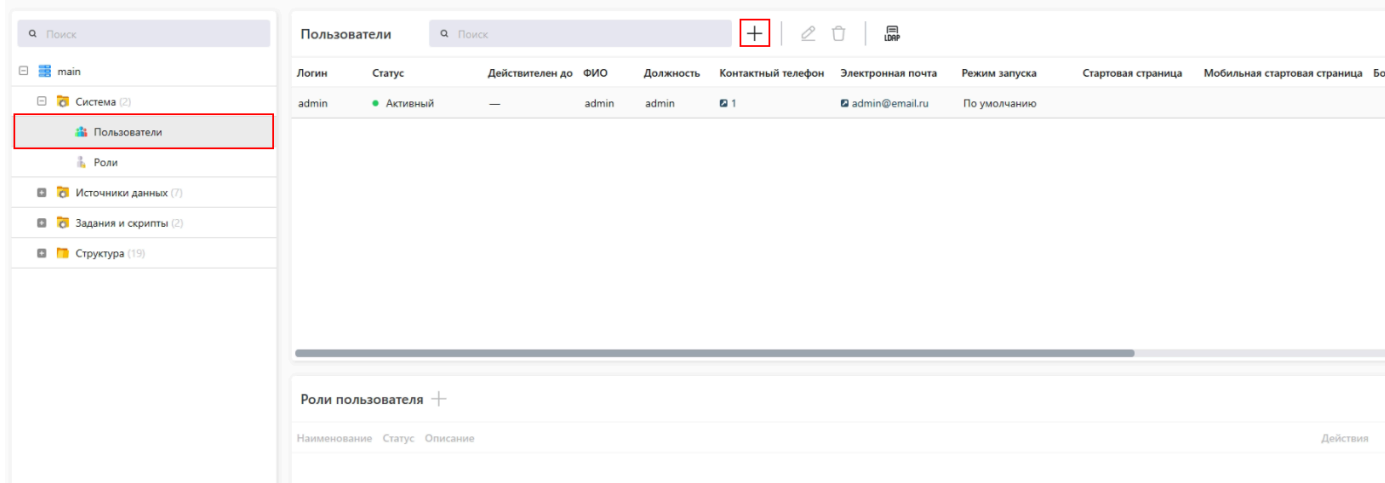 Поиск
main
Система (2)
Пользователи
Роли
Источники данных (7)
Задания и скрипты (2)
Структура (19)
Пользователи Поиск LDAP
Логин Статус Действителен до ФИО Должность Контактный телефон Электронная почта Режим запуска Стартовая страница Мобильная стартовая страница Бо
admin Активный — admin admin 1 admin@email.ru По умолчанию
Роли пользователя
Наименование Статус Описание Действия